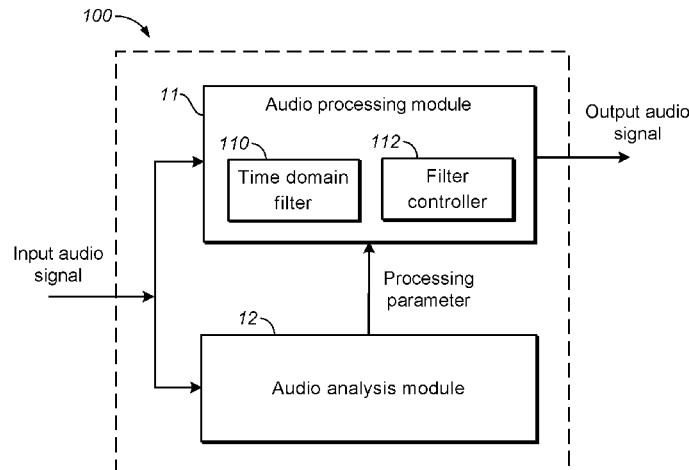 100
11
Audio processing module
110
Time domain
filter
112
Filter
controller
Output audio
signal
Input audio
signal
Processing
parameter
12
Audio analysis module